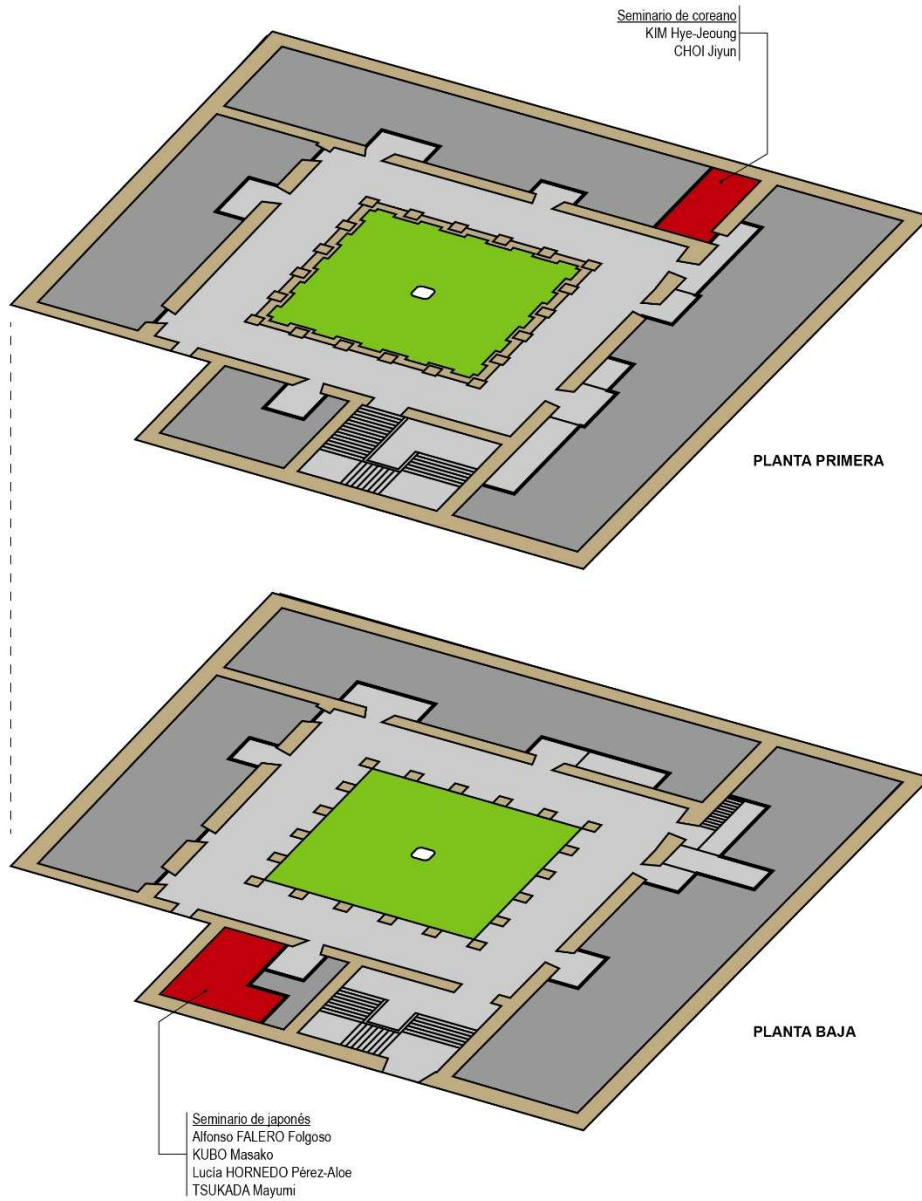 Seminario de coreano
KIM Hye-Jeoung
CHOI Jiyun
PLANTA PRIMERA
PLANTA BAJA
Seminario de japonés
Alfonso FALERO Folgoso
KUBO Masako
Lucía HORNEDO Pérez-Aloe
TSUKADA Mayumi